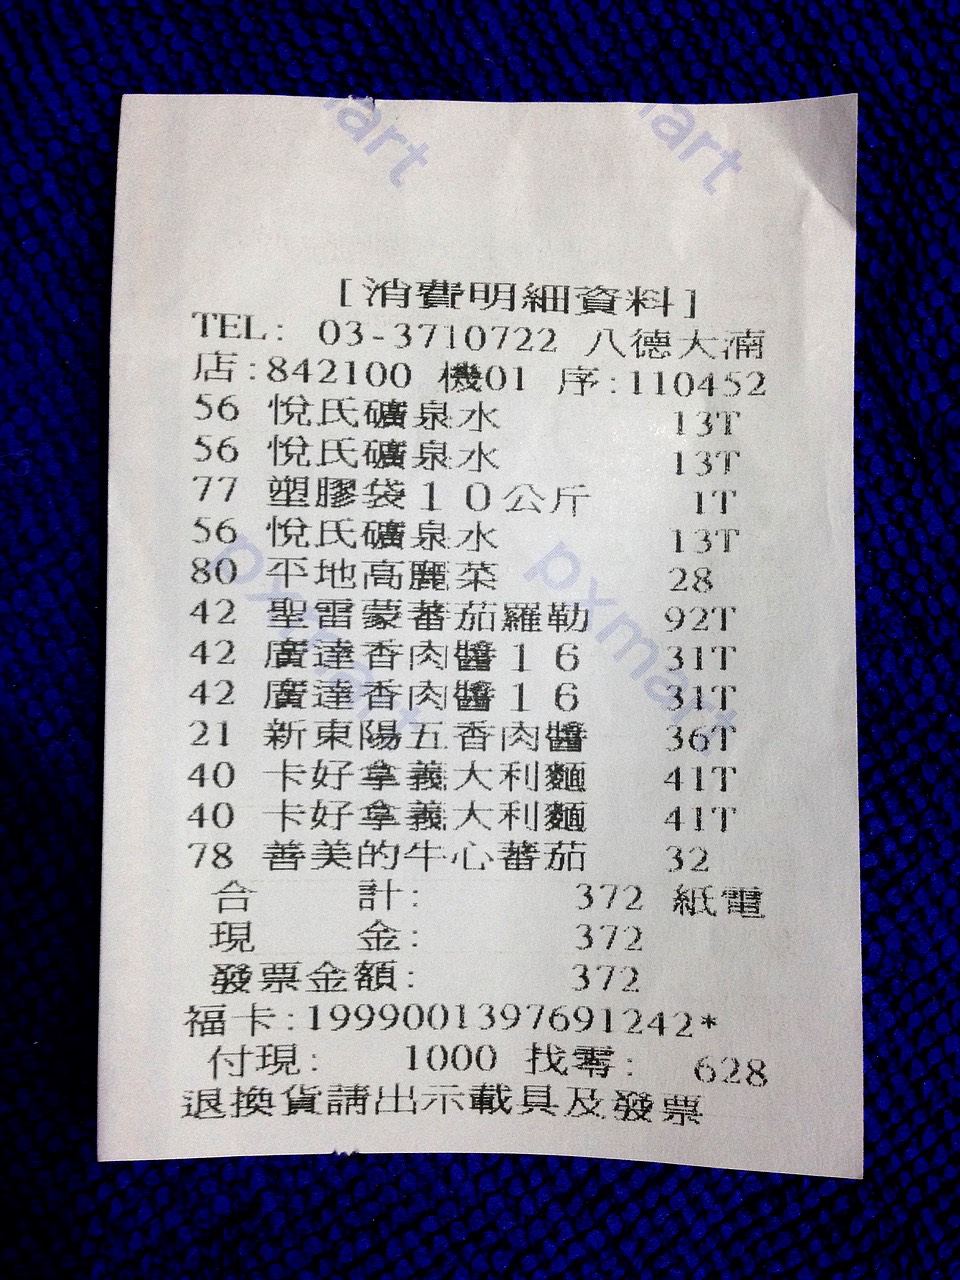 [消費明細資料]
TEL: 03-3710722 八德大湳
店:842100 機01 序:110452
56 悅氏礦泉水 13T
56 悅氏礦泉水 13T
77 塑膠袋10公斤 1T
56 悅氏礦泉水 13T
80 平地高麗菜 28
42 聖雷蒙蕃茄羅勒 92T
42 廣達香肉醬16 31T
42 廣達香肉醬16 31T
21 新東陽五香肉醬 36T
40 卡好拿義大利麵 41T
40 卡好拿義大利麵 41T
78 善美的牛心蕃茄 32
合 計: 372 紙電
現 金: 372
發票金額: 372
福卡:1999001397691242*
付現: 1000 找零: 628
退換貨請出示載具及發票
pxmart